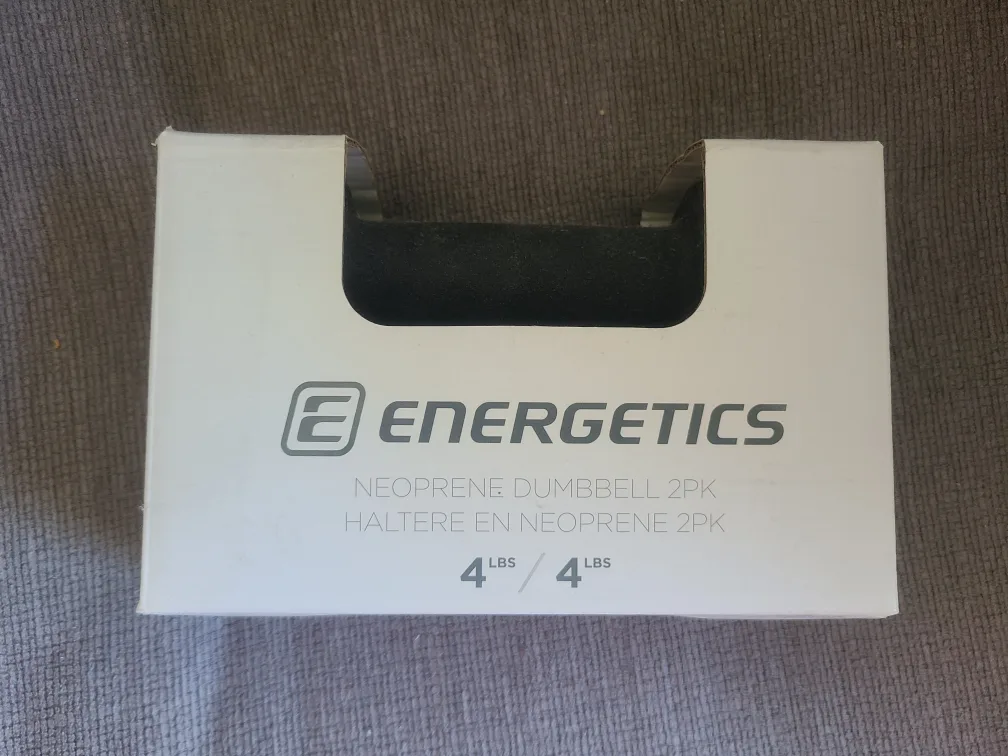 E ENERGETICS
NEOPRENE DUMBBELL 2PK
HALTERE EN NEOPRENE 2PK
4 LBS / 4 LBS